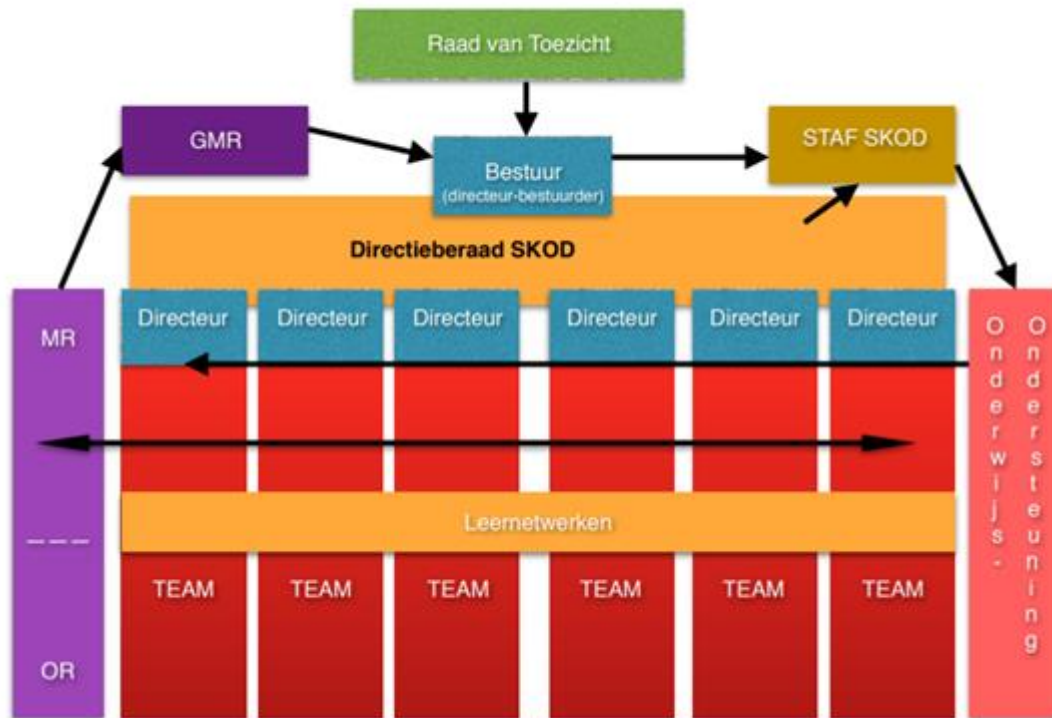 Raad van Toezicht
GMR
STAF SKOD
Bestuur
(directeur-bestuurder)
Directieberaad SKOD
MR
Directeur
Directeur
Directeur
Directeur
Directeur
Directeur
Onderwijs-
Ondersteuning
Leernetwerken
___
TEAM
TEAM
TEAM
TEAM
TEAM
TEAM
OR